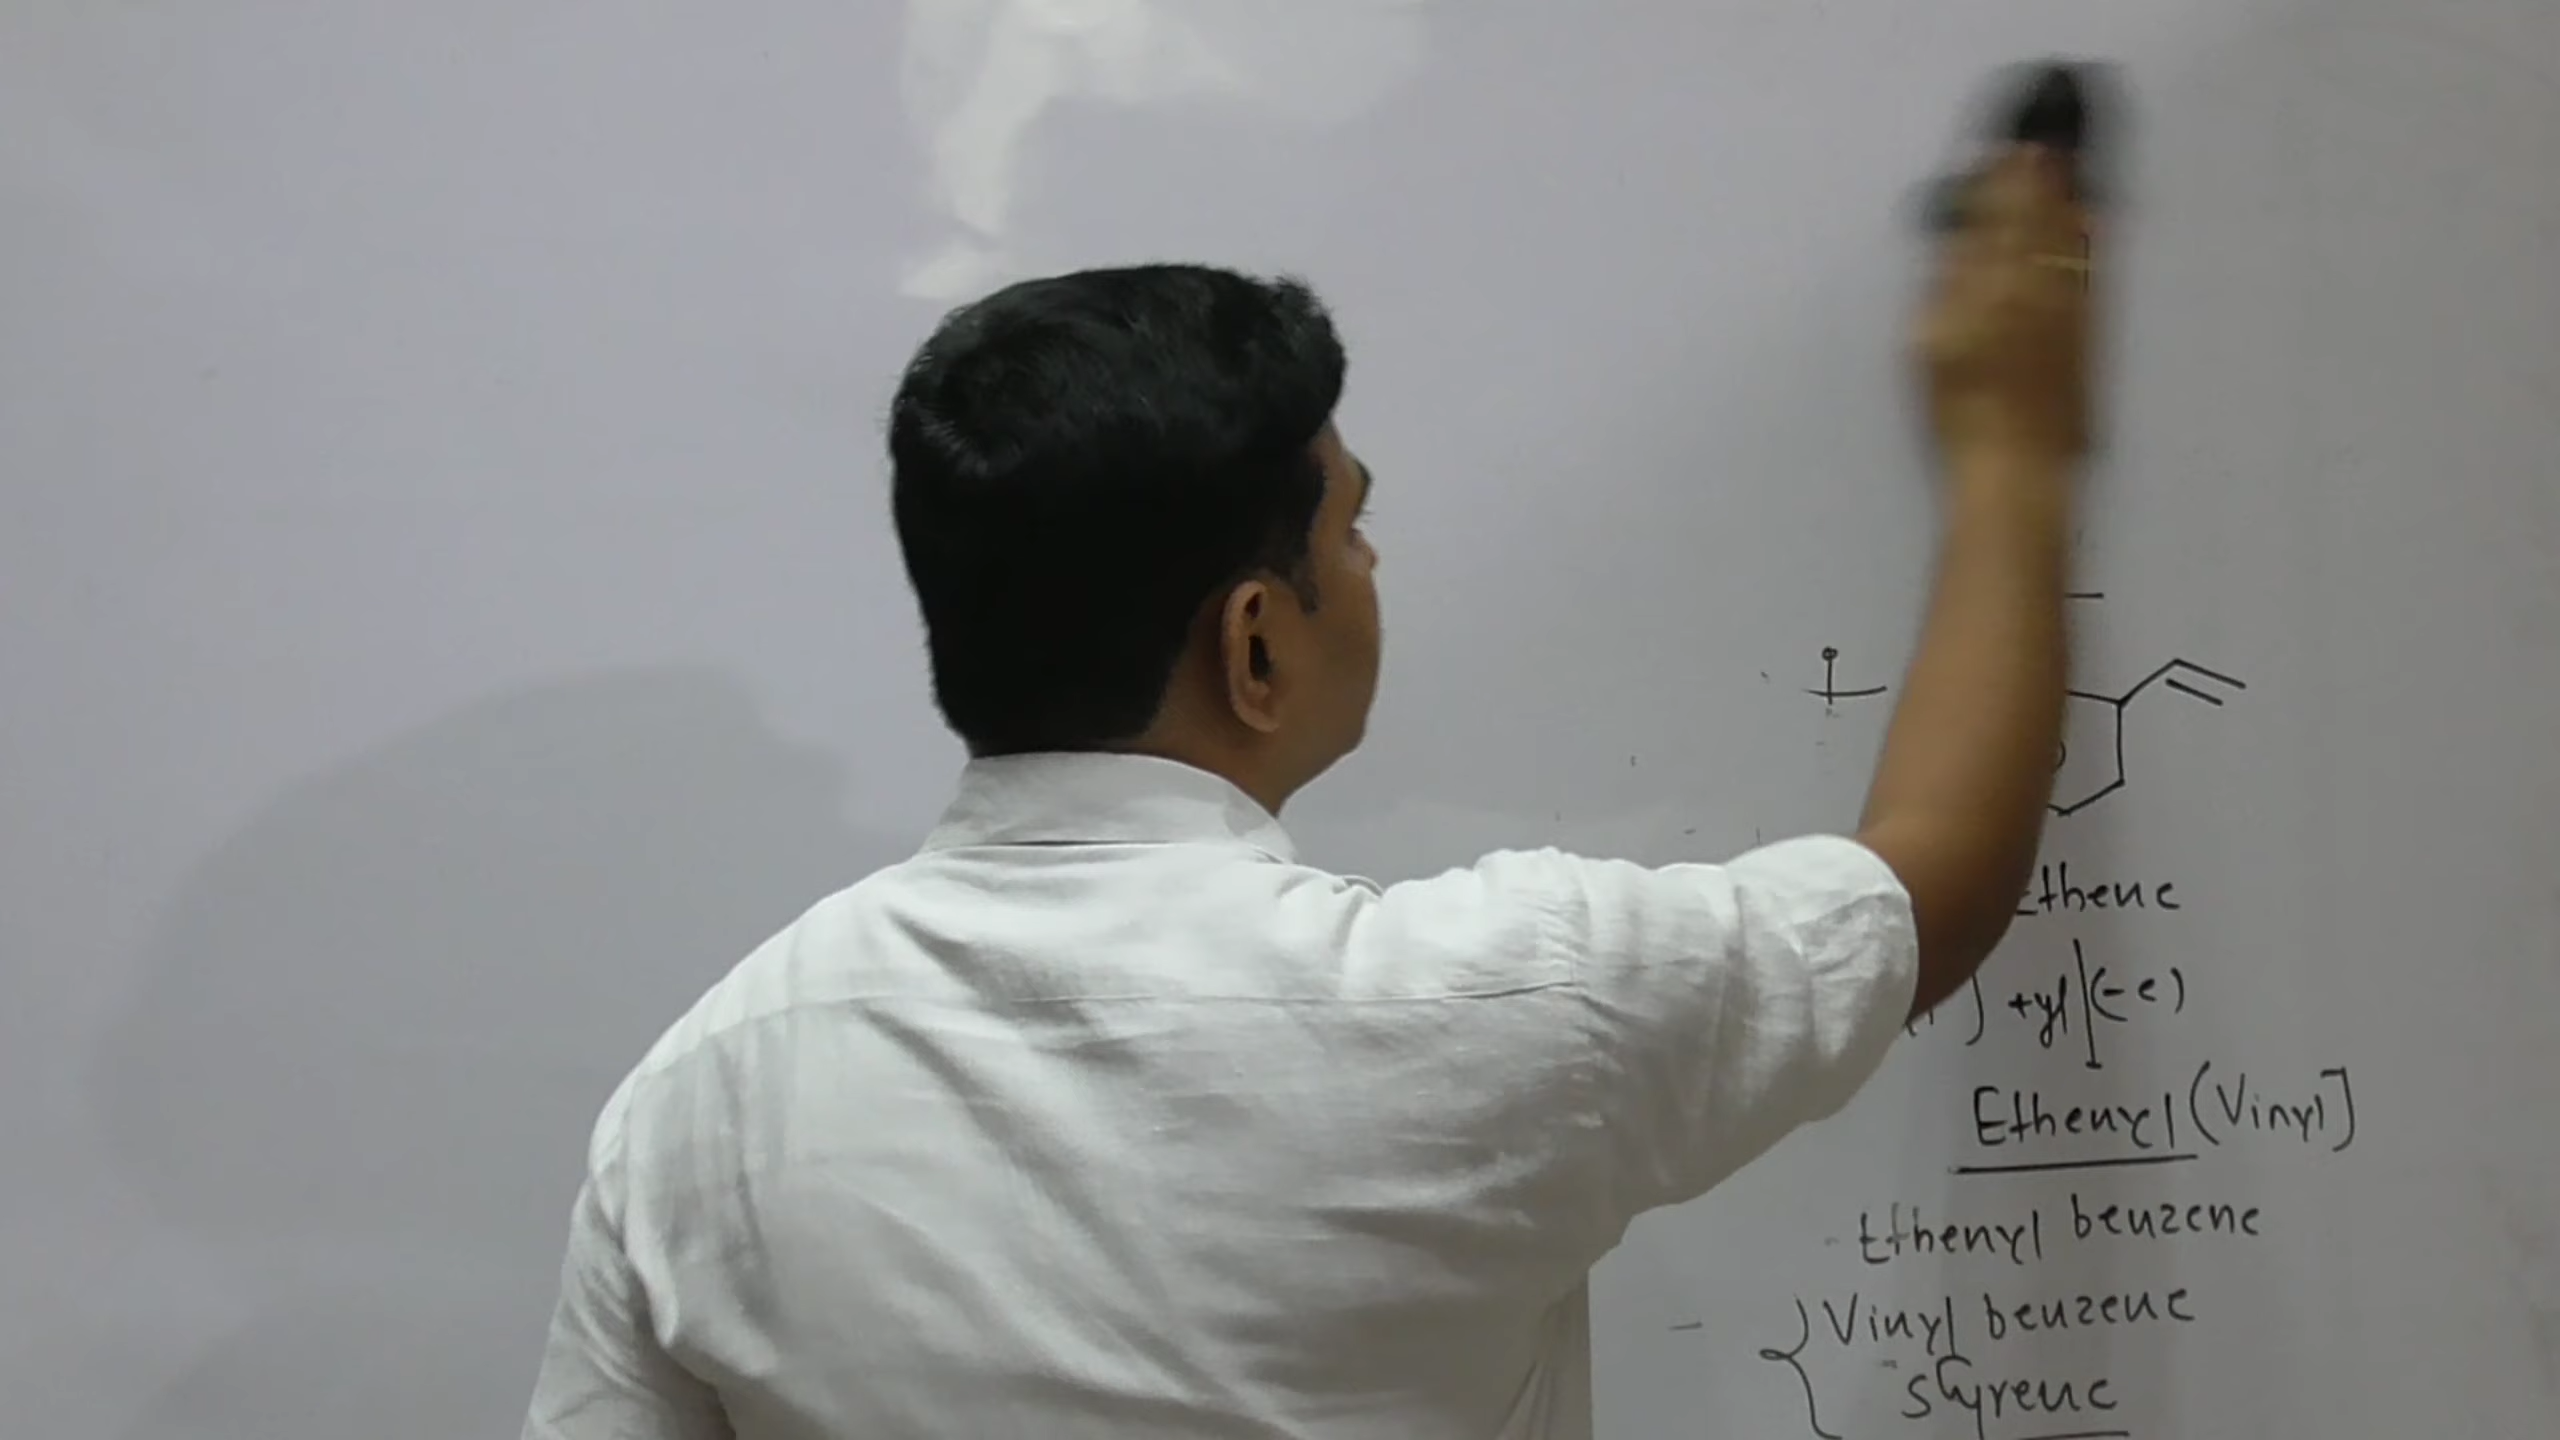 Ethene
+yl (-e)
Ethenyl (Vinyl]
Ethenyl benzene
Vinyl benzene
styrene